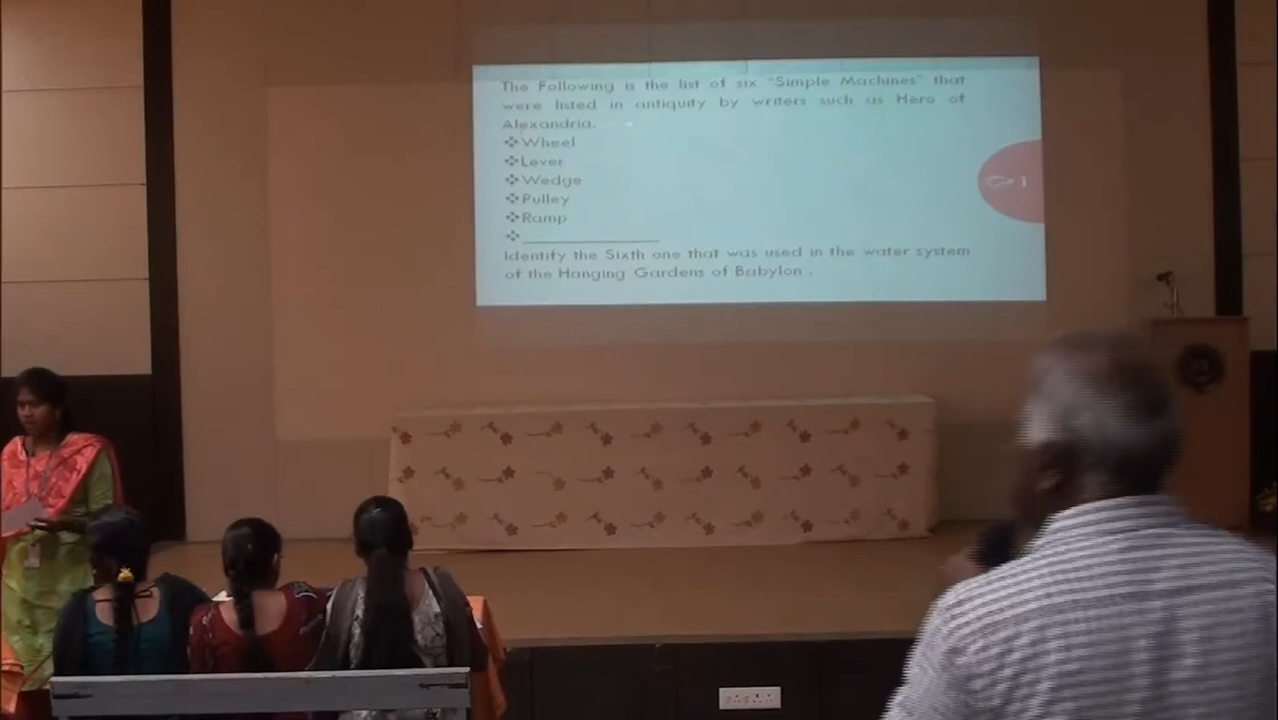 The Following is the list of six "Simple Machines" that
were listed in antiquity by writers such as Hero of
Alexandria.
❖Wheel
❖Lever
❖Wedge
❖Pulley
❖Ramp
❖_______________
Identify the Sixth one that was used in the water system
of the Hanging Gardens of Babylon .